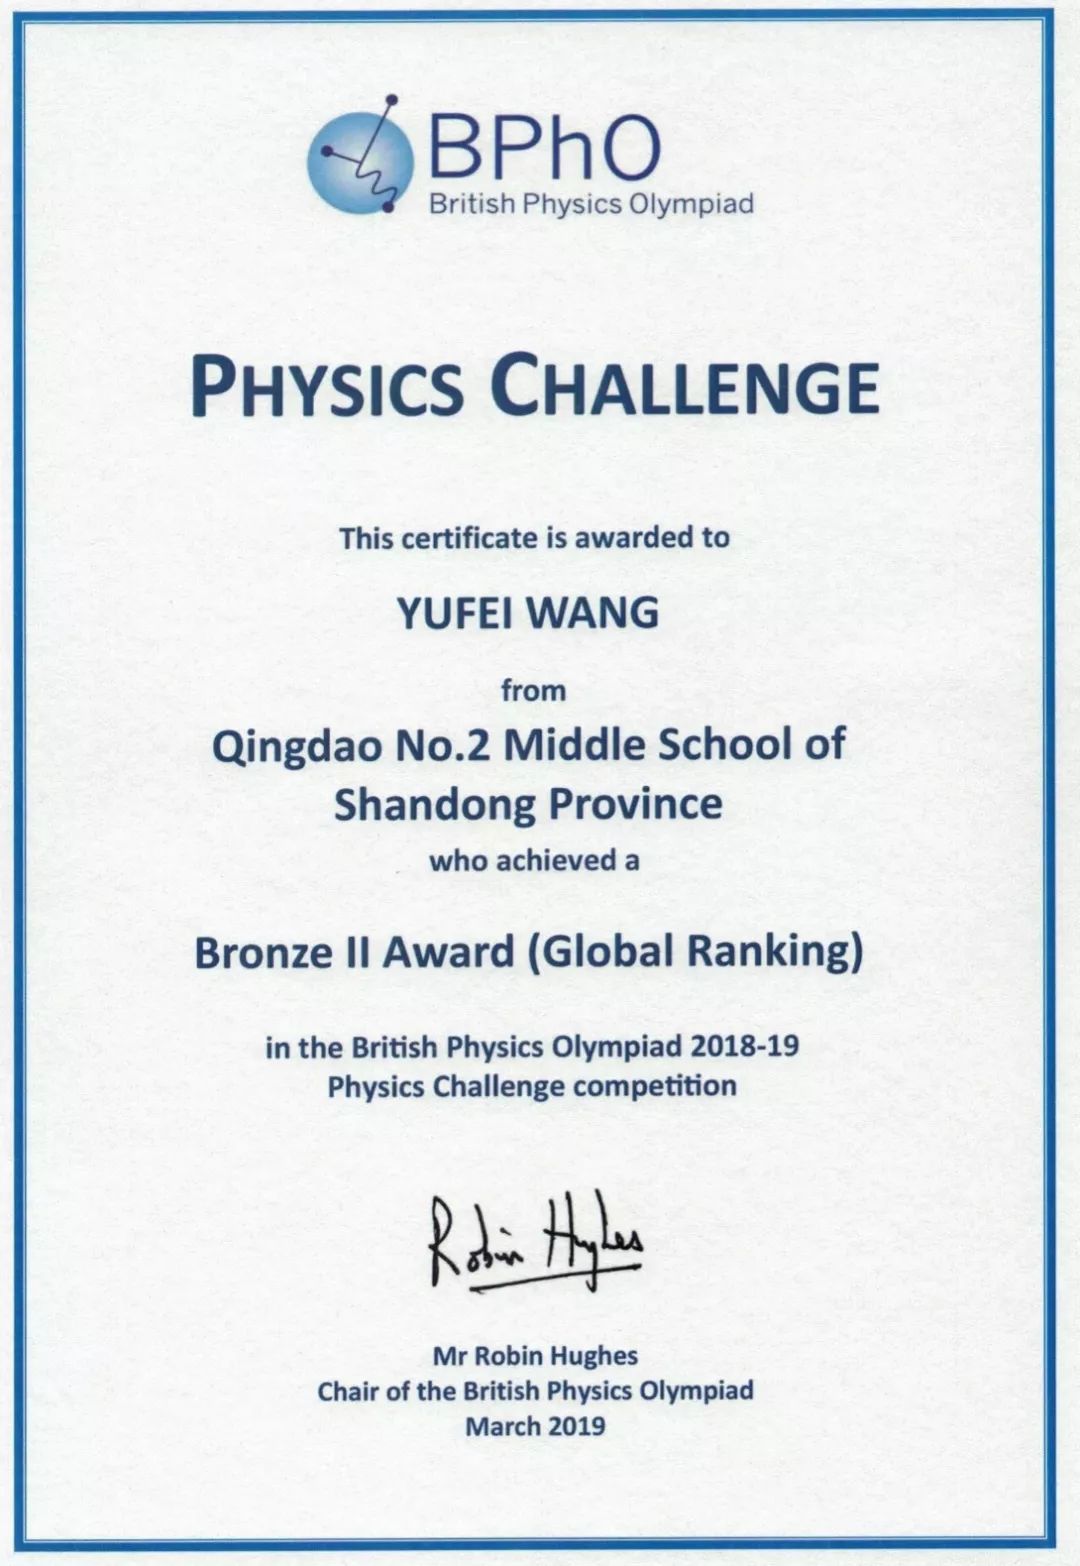 BPhO
British Physics Olympiad
PHYSICS CHALLENGE
This certificate is awarded to
YUFEI WANG
from
Qingdao No.2 Middle School of
Shandong Province
who achieved a
Bronze II Award (Global Ranking)
in the British Physics Olympiad 2018-19
Physics Challenge competition
Robin Hughes
Mr Robin Hughes
Chair of the British Physics Olympiad
March 2019